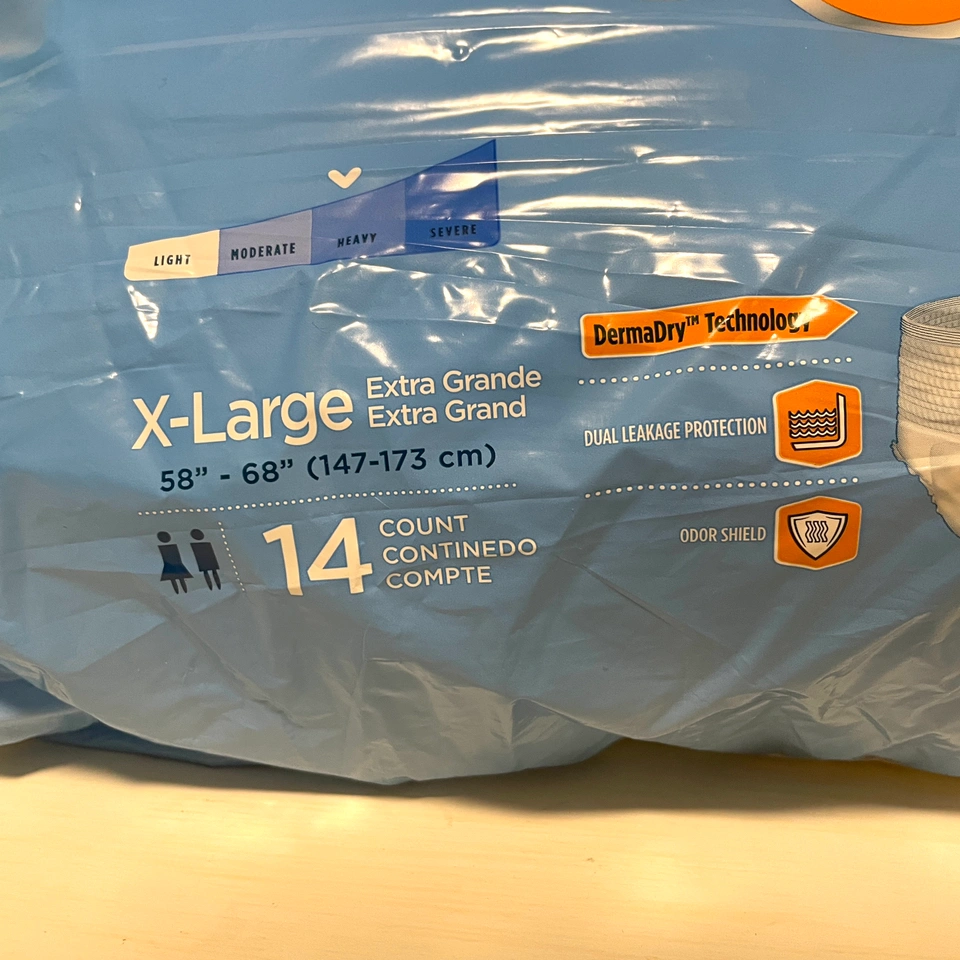 LIGHT MODERATE HEAVY SEVERE
DermaDry™ Technology
X-Large Extra Grande
Extra Grand
58” - 68” (147-173 cm)
DUAL LEAKAGE PROTECTION
14 COUNT
CONTINEDO
COMPTE
ODOR SHIELD